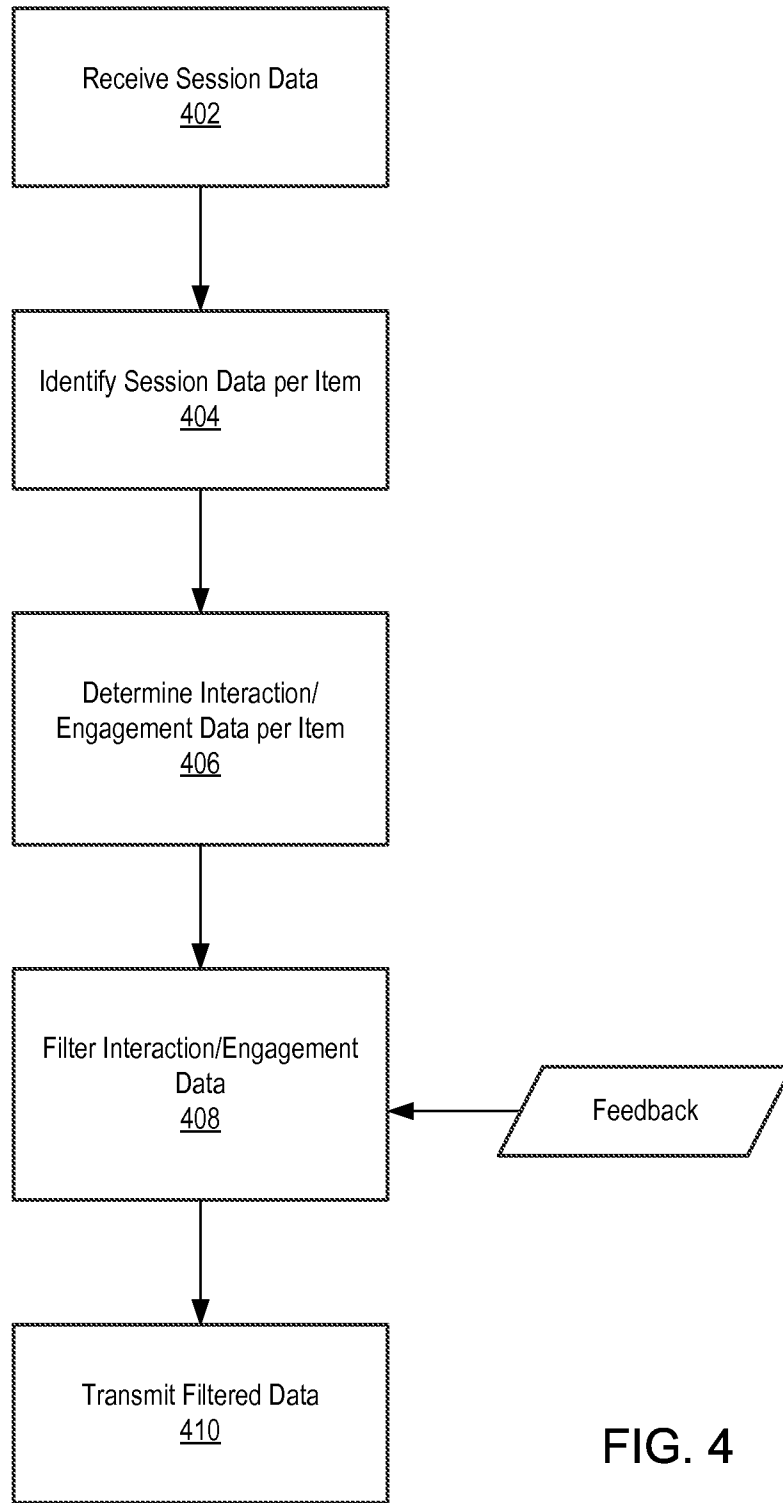 Receive Session Data
402
Identify Session Data per Item
404
Determine Interaction/
Engagement Data per Item
406
Filter Interaction/Engagement
Data
408
Feedback
Transmit Filtered Data
410
FIG. 4